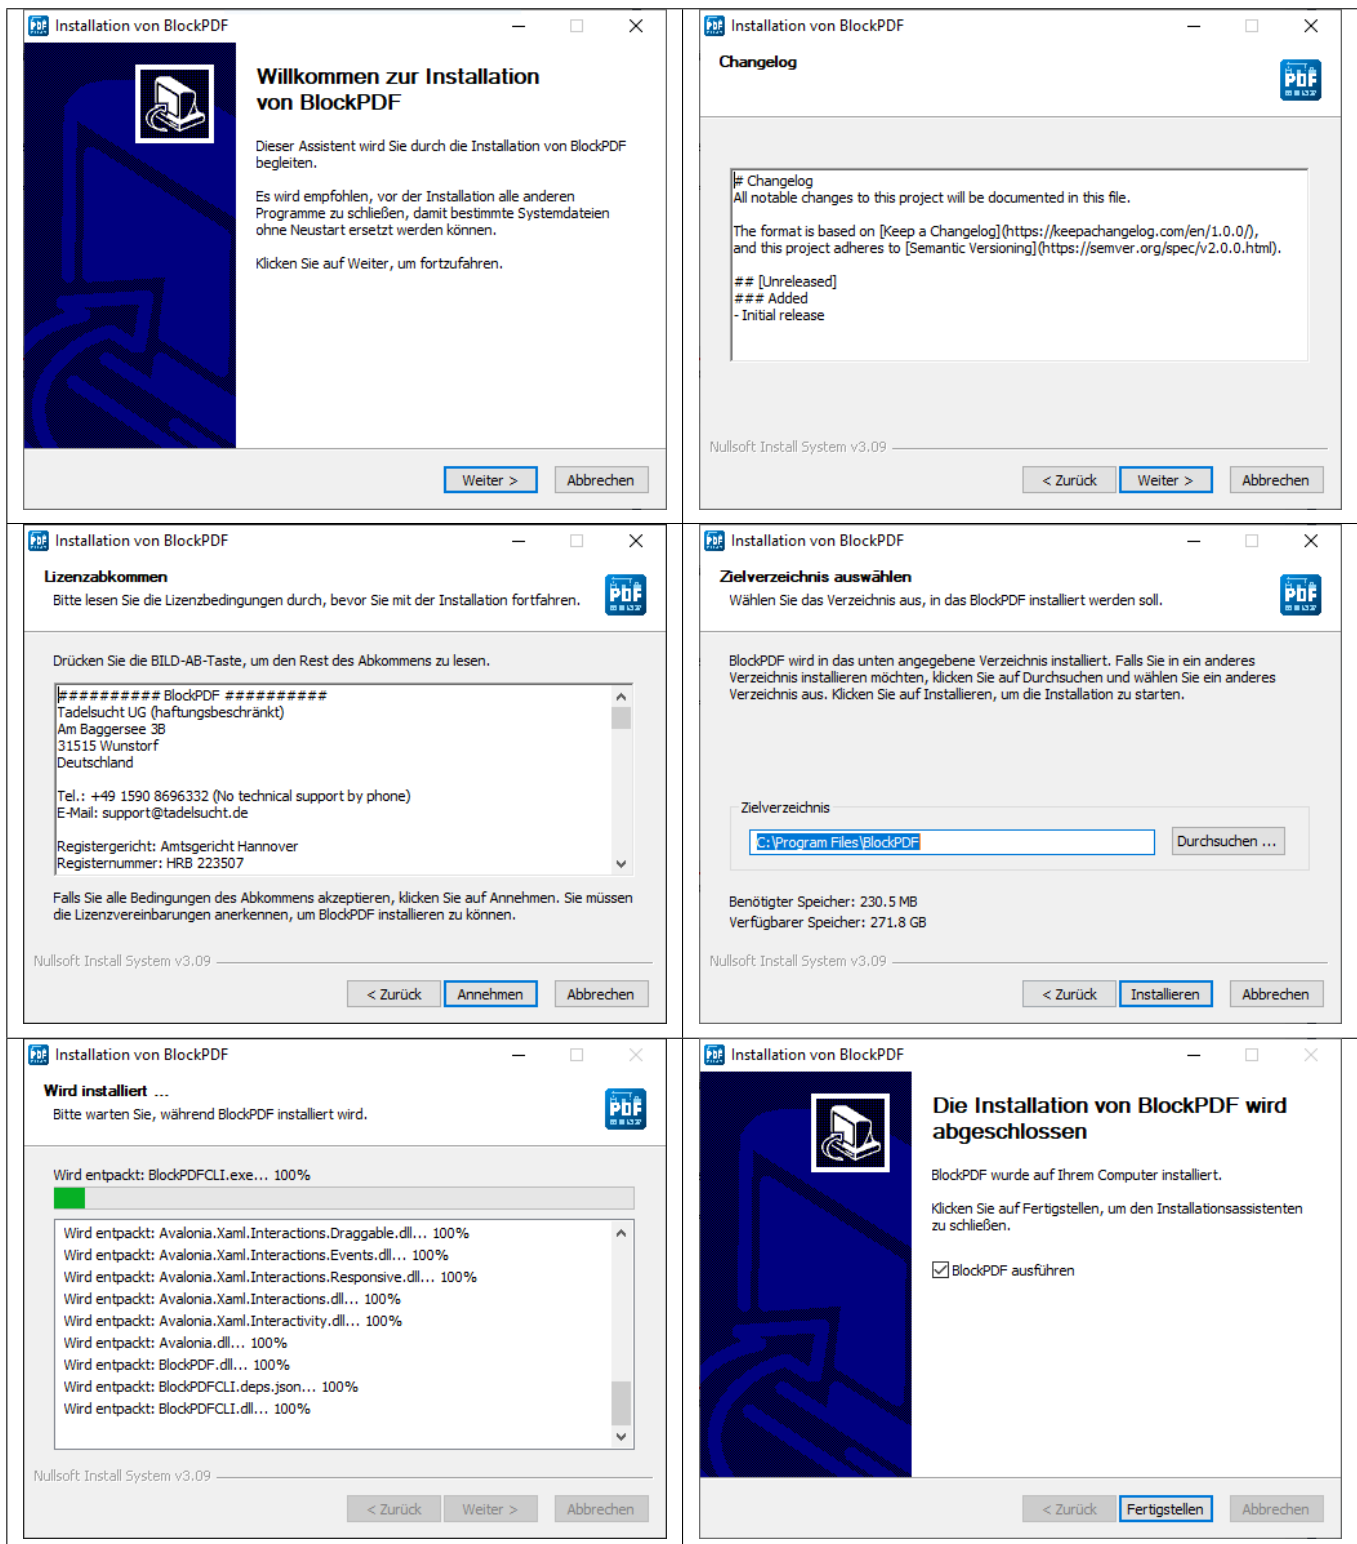 Installation von BlockPDF
Willkommen zur Installation
von BlockPDF
Dieser Assistent wird Sie durch die Installation von BlockPDF
begleiten.
Es wird empfohlen, vor der Installation alle anderen
Programme zu schließen, damit bestimmte Systemdateien
ohne Neustart ersetzt werden können.
Klicken Sie auf Weiter, um fortzufahren.
Weiter >
Abbrechen
Installation von BlockPDF
Changelog
PDF
# Changelog
All notable changes to this project will be documented in this file.
The format is based on [Keep a Changelog](https://keepachangelog.com/en/1.0.0/),
and this project adheres to [Semantic Versioning](https://semver.org/spec/v2.0.0.html).
## [Unreleased]
### Added
- Initial release
Nullsoft Install System v3.09
< Zurück
Weiter >
Abbrechen
Installation von BlockPDF
Lizenzabkommen
Bitte lesen Sie die Lizenzbedingungen durch, bevor Sie mit der Installation fortfahren.
PDF
Drücken Sie die BILD-AB-Taste, um den Rest des Abkommens zu lesen.
########## BlockPDF ##########
Tadelsucht UG (haftungsbeschränkt)
Am Baggersee 3B
31515 Wunstorf
Deutschland
Tel.: +49 1590 8696332 (No technical support by phone)
E-Mail: support@tadelsucht.de
Registergericht: Amtsgericht Hannover
Registernummer: HRB 223507
Falls Sie alle Bedingungen des Abkommens akzeptieren, klicken Sie auf Annehmen. Sie müssen
die Lizenzvereinbarungen anerkennen, um BlockPDF installieren zu können.
Nullsoft Install System v3.09
< Zurück
Annehmen
Abbrechen
Installation von BlockPDF
Zielverzeichnis auswählen
Wählen Sie das Verzeichnis aus, in das BlockPDF installiert werden soll.
PDF
BlockPDF wird in das unten angegebene Verzeichnis installiert. Falls Sie in ein anderes
Verzeichnis installieren möchten, klicken Sie auf Durchsuchen und wählen Sie ein anderes
Verzeichnis aus. Klicken Sie auf Installieren, um die Installation zu starten.
Zielverzeichnis
C:\Program Files\BlockPDF
Durchsuchen ...
Benötigter Speicher: 230.5 MB
Verfügbarer Speicher: 271.8 GB
Nullsoft Install System v3.09
< Zurück
Installieren
Abbrechen
Installation von BlockPDF
Wird installiert ...
Bitte warten Sie, während BlockPDF installiert wird.
PDF
Wird entpackt: BlockPDFCLI.exe... 100%
Wird entpackt: Avalonia.Xaml.Interactions.Draggable.dll... 100%
Wird entpackt: Avalonia.Xaml.Interactions.Events.dll... 100%
Wird entpackt: Avalonia.Xaml.Interactions.Responsive.dll... 100%
Wird entpackt: Avalonia.Xaml.Interactions.dll... 100%
Wird entpackt: Avalonia.Xaml.Interactivity.dll... 100%
Wird entpackt: Avalonia.dll... 100%
Wird entpackt: BlockPDF.dll... 100%
Wird entpackt: BlockPDFCLI.deps.json... 100%
Wird entpackt: BlockPDFCLI.dll... 100%
Nullsoft Install System v3.09
< Zurück
Weiter >
Abbrechen
Installation von BlockPDF
Die Installation von BlockPDF wird
abgeschlossen
BlockPDF wurde auf Ihrem Computer installiert.
Klicken Sie auf Fertigstellen, um den Installationsassistenten
zu schließen.
BlockPDF ausführen
< Zurück
Fertigstellen
Abbrechen